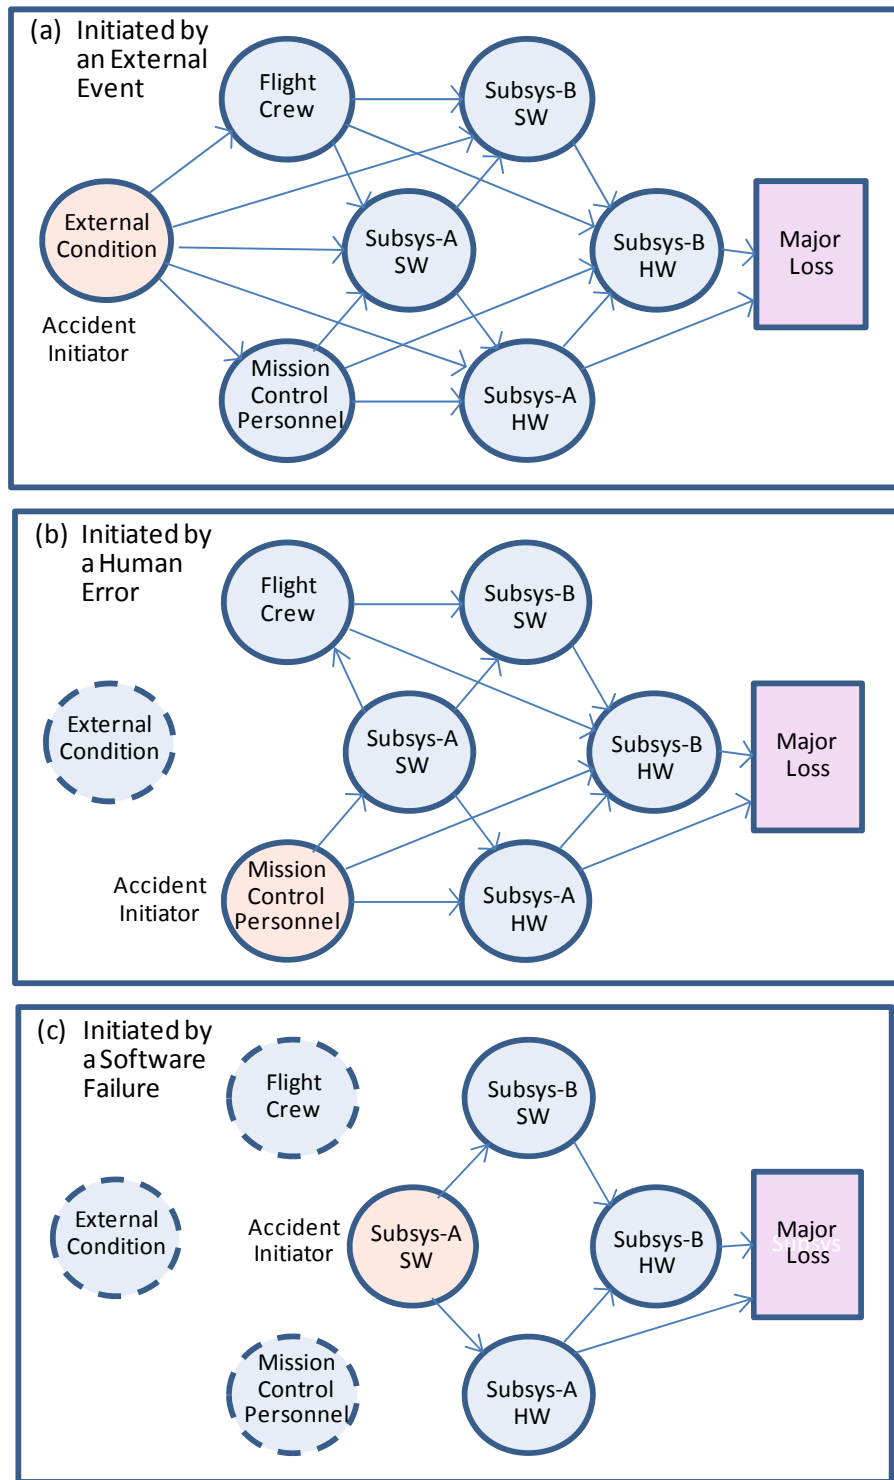 (a) Initiated by
an External
Event
Flight
Crew
Subsys-B
SW
External
Condition
Subsys-A
SW
Subsys-B
HW
Major
Loss
Accident
Initiator
Mission
Control
Personnel
Subsys-A
HW
(b) Initiated by
a Human
Error
Flight
Crew
Subsys-B
SW
External
Condition
Subsys-A
SW
Subsys-B
HW
Major
Loss
Accident
Initiator
Mission
Control
Personnel
Subsys-A
HW
(c) Initiated by
a Software
Failure
Flight
Crew
Subsys-B
SW
External
Condition
Accident
Initiator
Subsys-A
SW
Subsys-B
HW
Major
Subsys
Loss
Mission
Control
Personnel
Subsys-A
HW